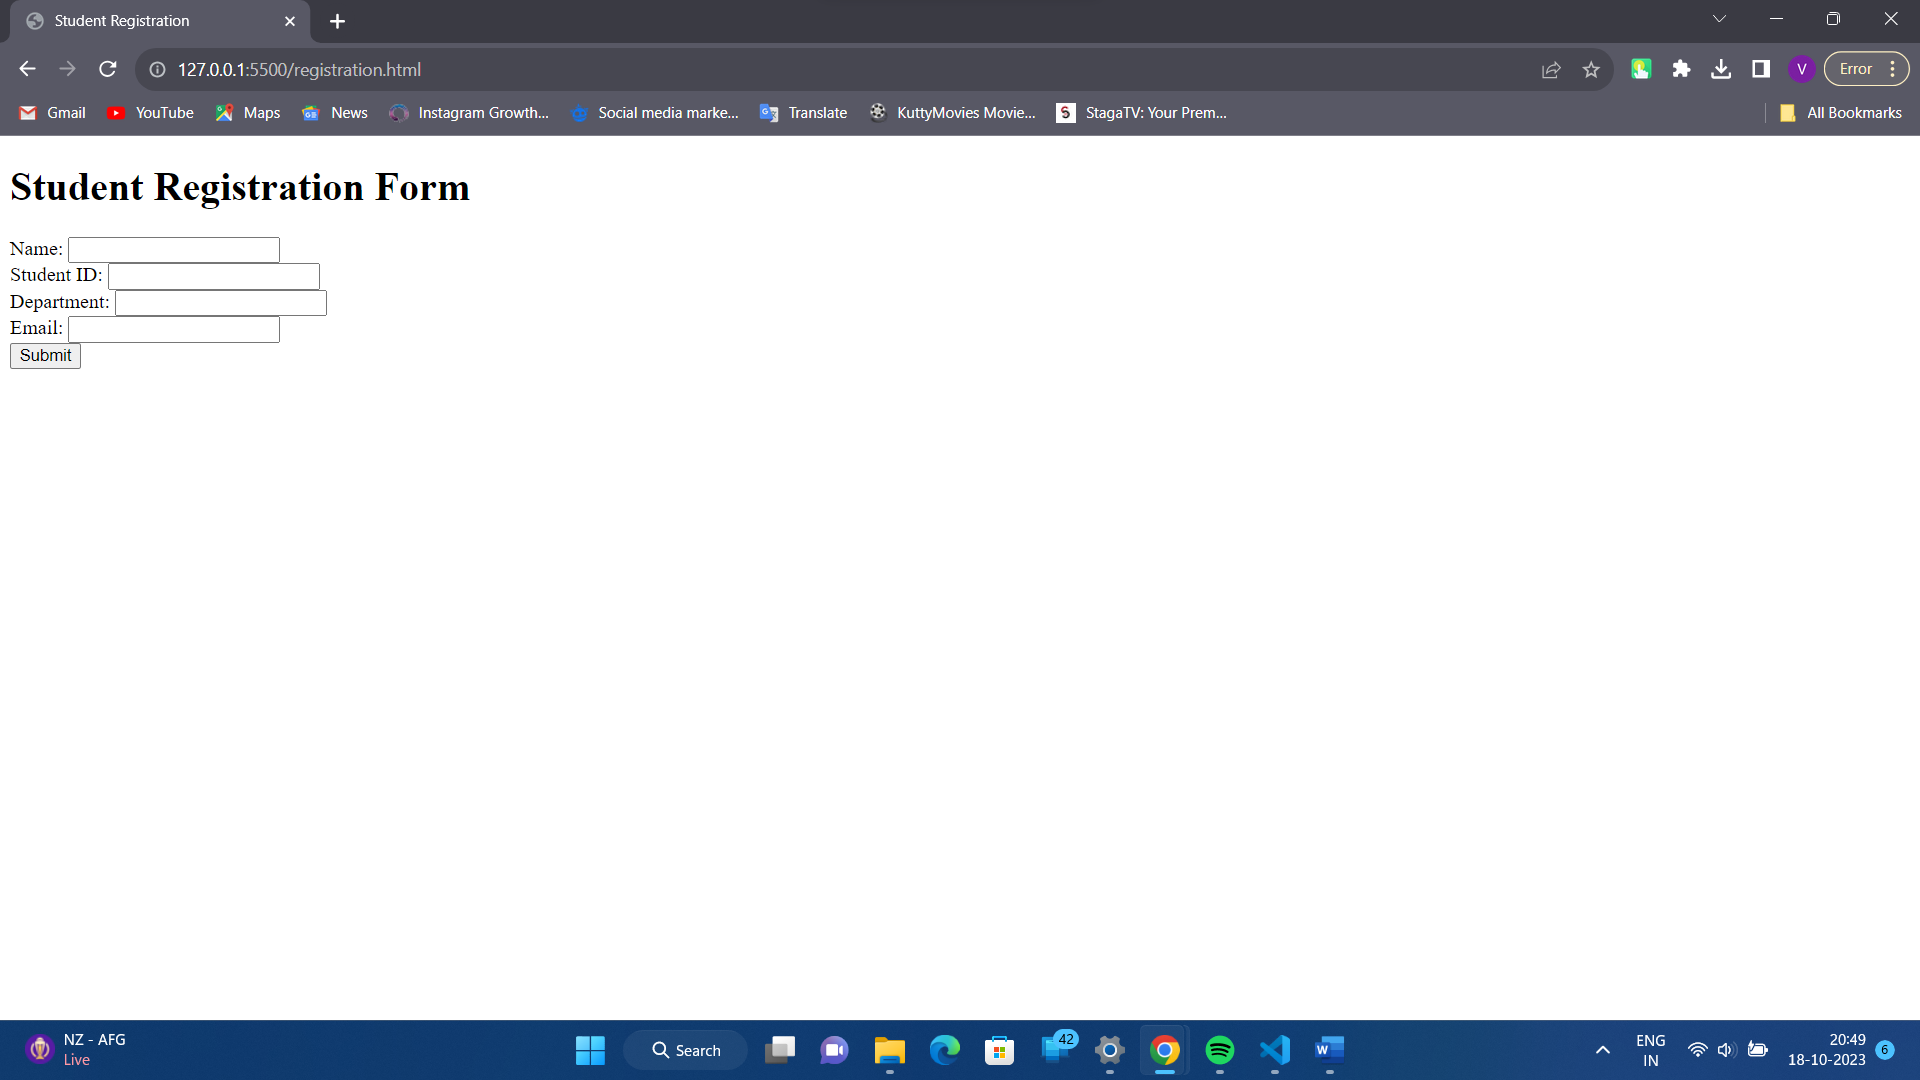 Student Registration
127.0.0.1:5500/registration.html
V
Error
Gmail
YouTube
Maps
News
Instagram Growth...
Social media marke...
Translate
KuttyMovies Movie...
StagaTV: Your Prem...
All Bookmarks
Student Registration Form
Name:
Student ID:
Department:
Email:
Submit
NZ - AFG
Live
Search
42
ENG
IN
20:49
18-10-2023
6